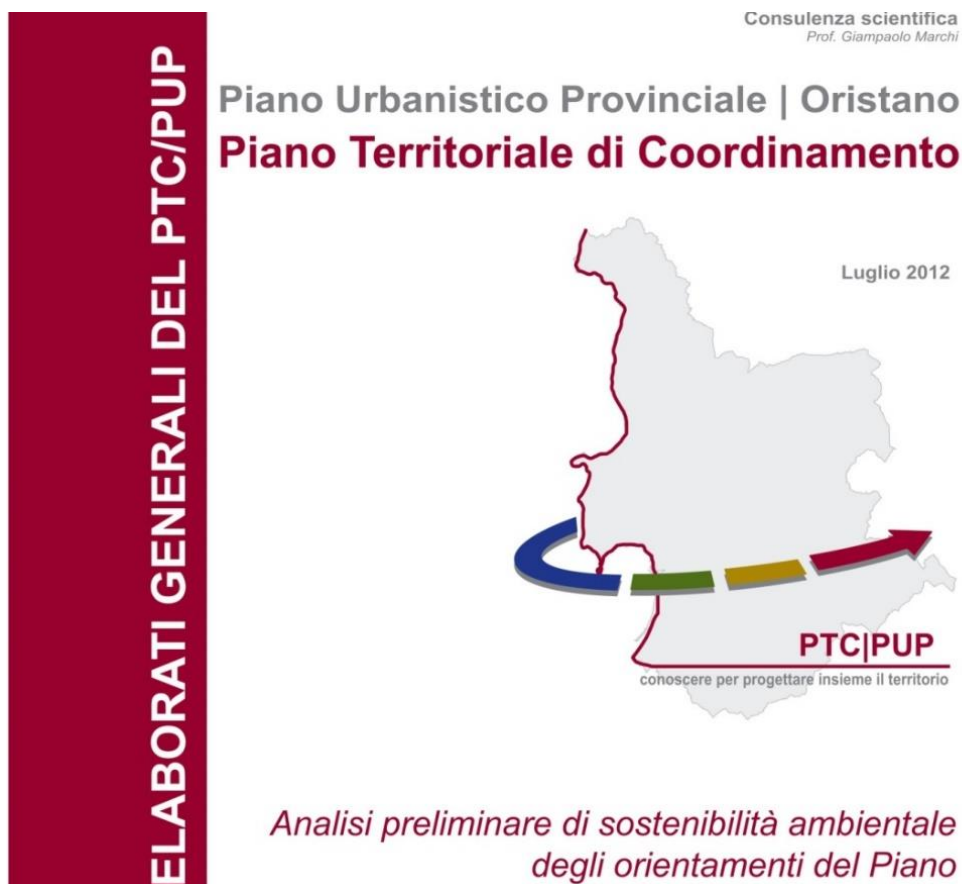 Consulenza scientifica
Prof. Giampaolo Marchi
ELABORATI GENERALI DEL PTC/PUP
Piano Urbanistico Provinciale | Oristano
Piano Territoriale di Coordinamento
Luglio 2012
PTC|PUP
conoscere per progettare insieme il territorio
Analisi preliminare di sostenibilità ambientale
degli orientamenti del Piano